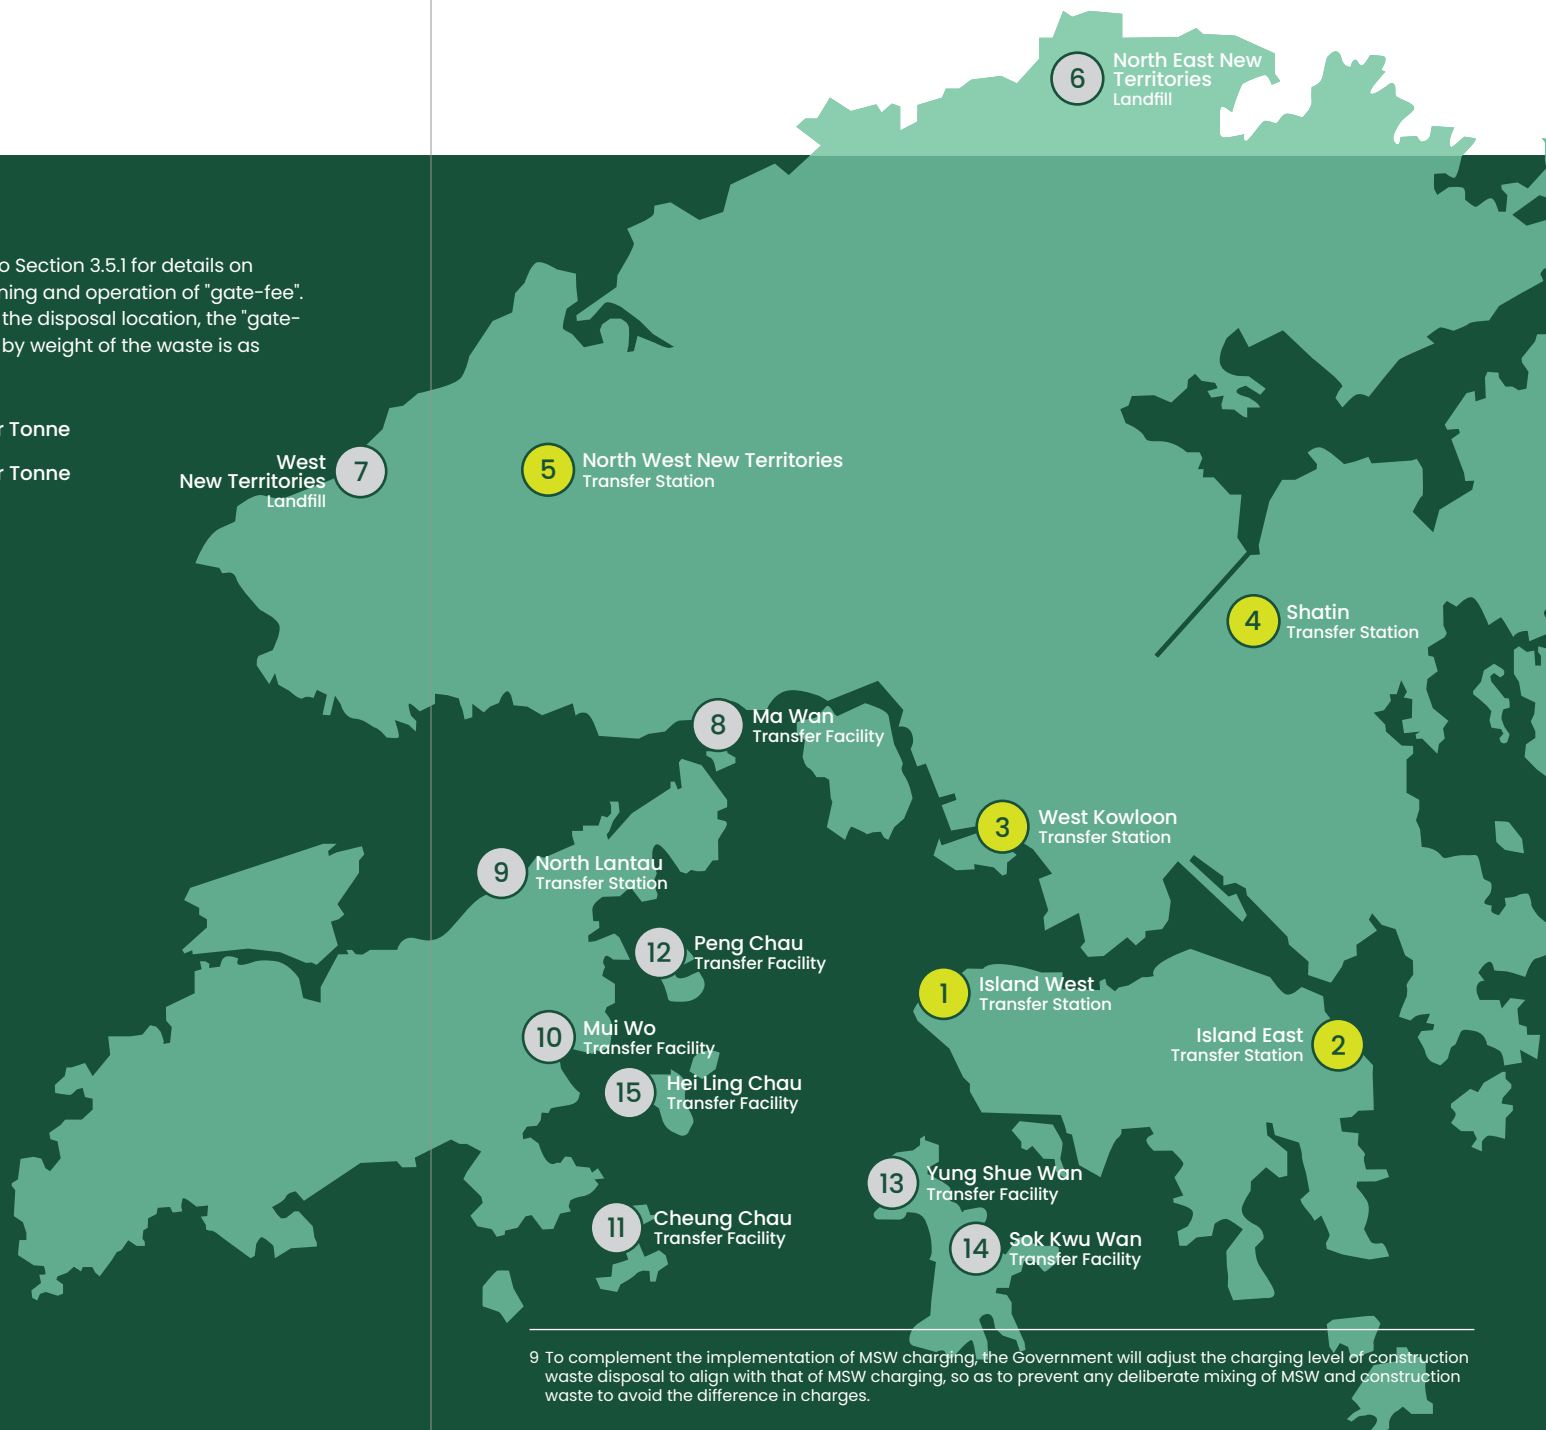 6
North East New
Territories
Landfill
o Section 3.5.1 for details on
ning and operation of "gate-fee".
the disposal location, the "gate-
by weight of the waste is as
r Tonne
r Tonne
West
New Territories
Landfill
7
5
North West New Territories
Transfer Station
4
Shatin
Transfer Station
8
Ma Wan
Transfer Facility
3
West Kowloon
Transfer Station
9
North Lantau
Transfer Station
12
Peng Chau
Transfer Facility
1
Island West
Transfer Station
10
Mui Wo
Transfer Facility
Island East
Transfer Station
2
15
Hei Ling Chau
Transfer Facility
13
Yung Shue Wan
Transfer Facility
11
Cheung Chau
Transfer Facility
14
Sok Kwu Wan
Transfer Facility
9 To complement the implementation of MSW charging, the Government will adjust the charging level of construction
waste disposal to align with that of MSW charging, so as to prevent any deliberate mixing of MSW and construction
waste to avoid the difference in charges.